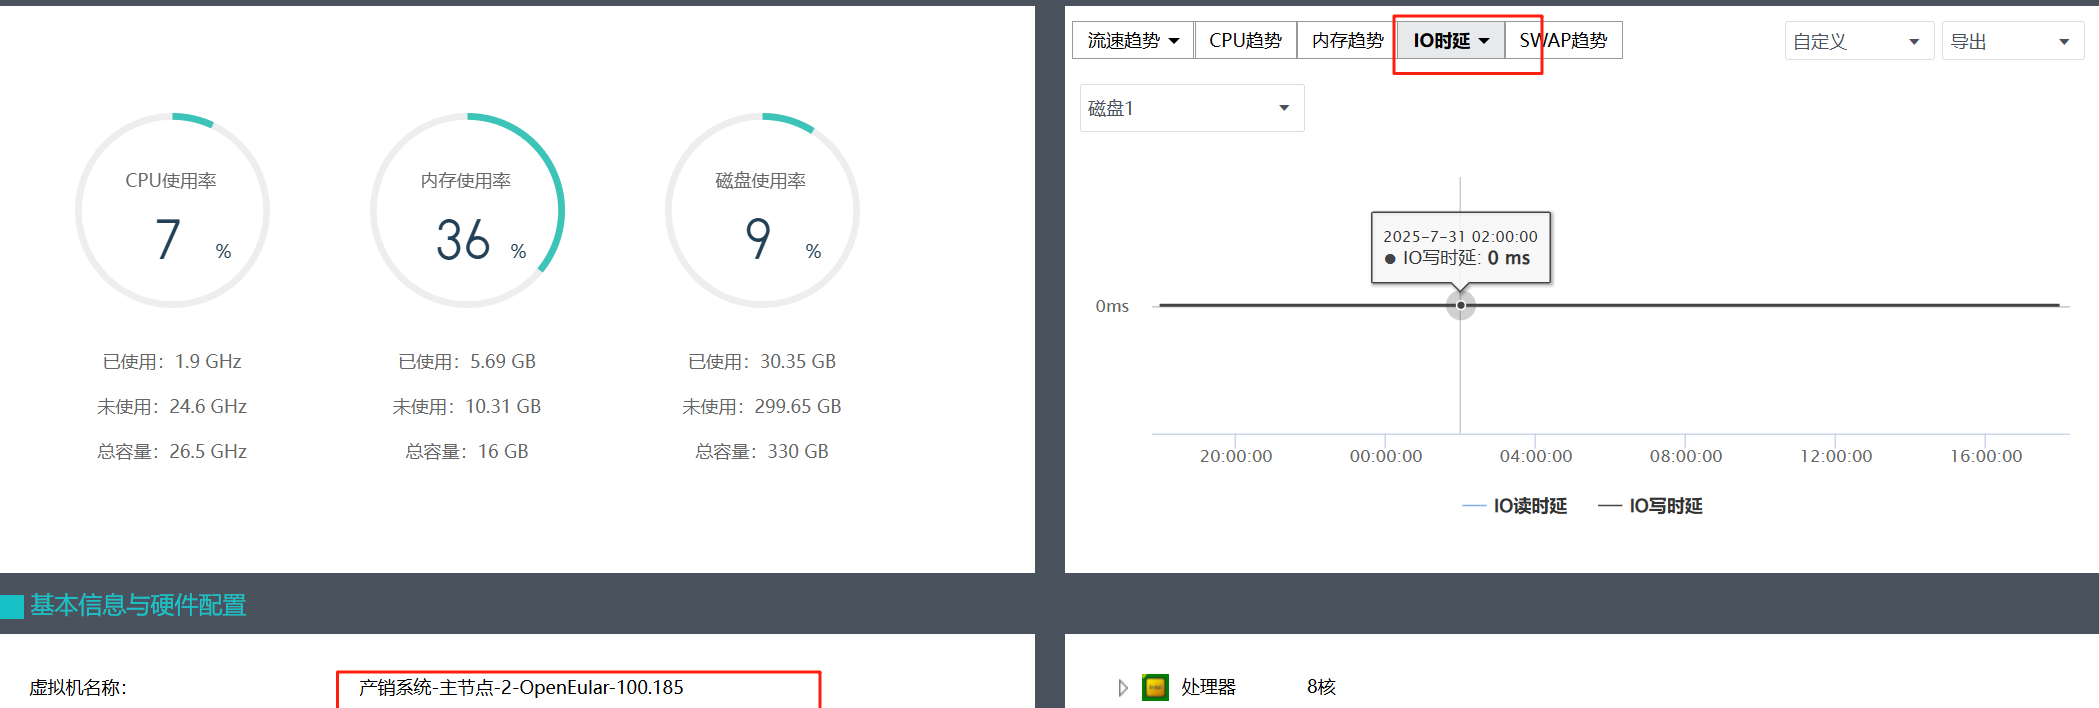 CPU使用率
7 %
已使用：1.9 GHz
未使用：24.6 GHz
总容量：26.5 GHz
内存使用率
36 %
已使用：5.69 GB
未使用：10.31 GB
总容量：16 GB
磁盘使用率
9 %
已使用：30.35 GB
未使用：299.65 GB
总容量：330 GB
流速趋势 CPU趋势 内存趋势 IO时延 SWAP趋势 自定义 导出
磁盘1
2025-7-31 02:00:00
IO写时延: 0 ms
0ms
20:00:00 00:00:00 04:00:00 08:00:00 12:00:00 16:00:00
IO读时延 IO写时延
基本信息与硬件配置
虚拟机名称： 产销系统-主节点-2-OpenEular-100.185
处理器 8核